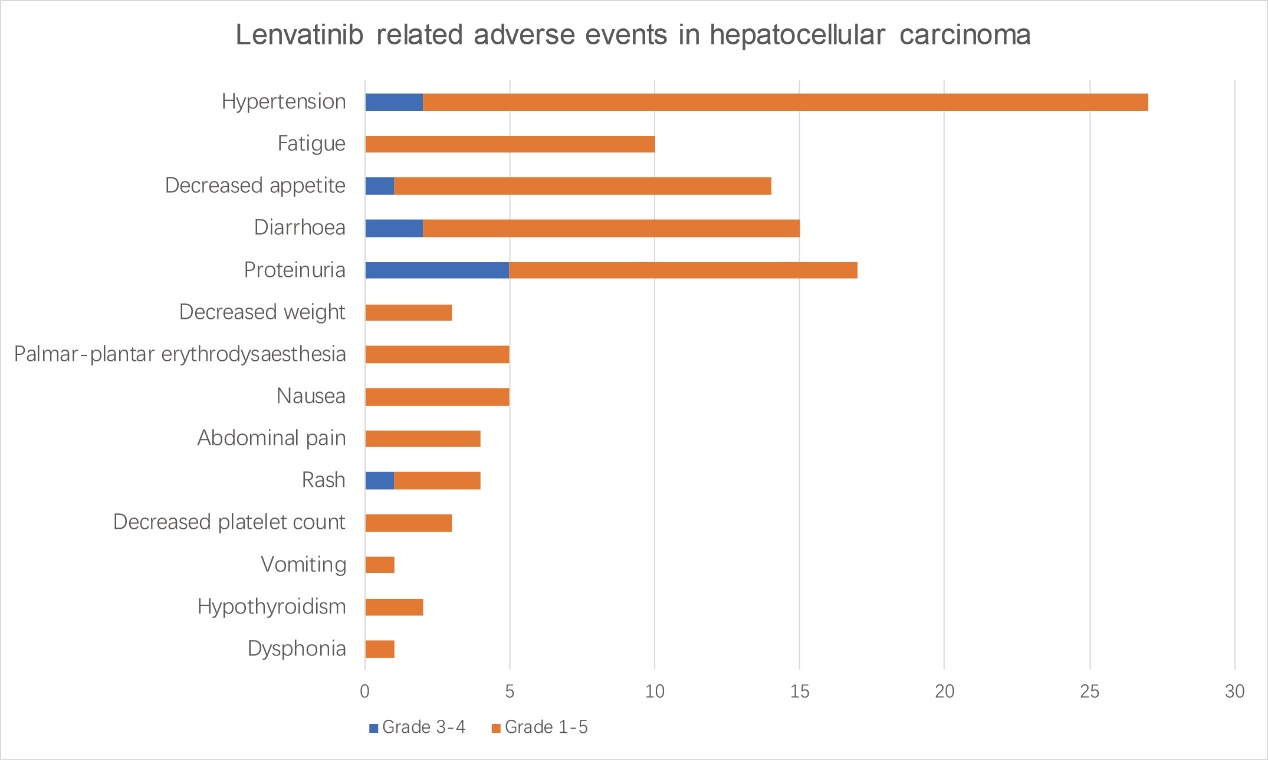 Lenvatinib related adverse events in hepatocellular carcinoma
Hypertension
Fatigue
Decreased appetite
Diarrhoea
Proteinuria
Decreased weight
Palmar-plantar erythrodysaesthesia
Nausea
Abdominal pain
Rash
Decreased platelet count
Vomiting
Hypothyroidism
Dysphonia
0 5 10 15 20 25 30
Grade 3-4 Grade 1-5